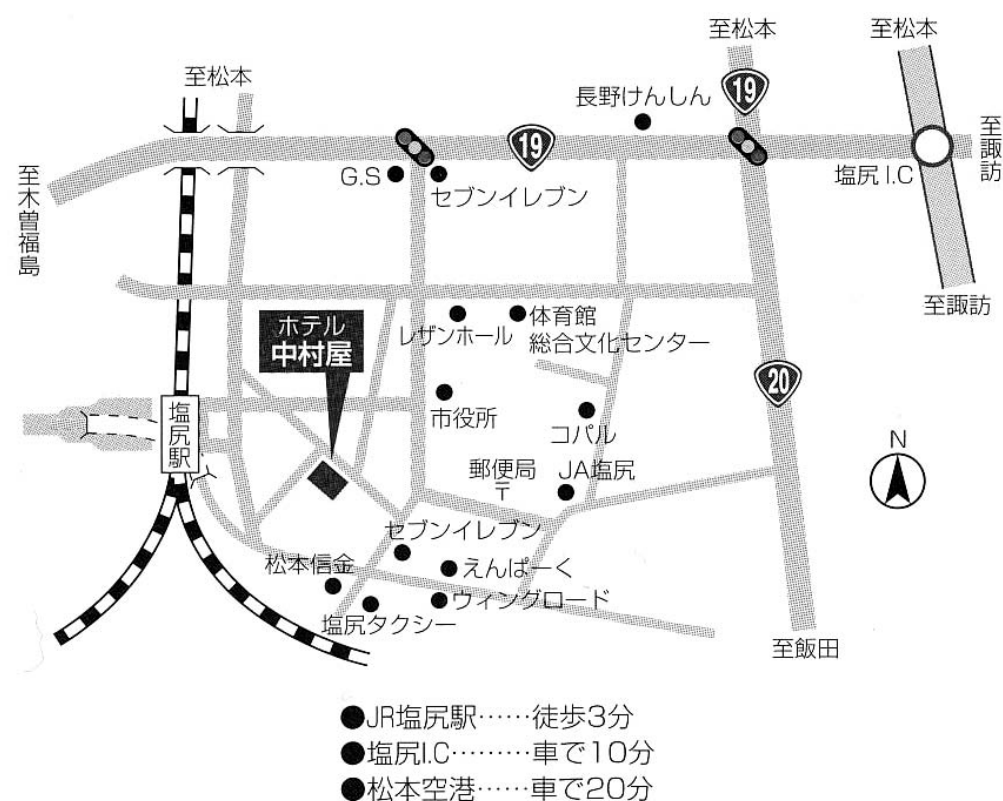 至松本
至松本
至松本
長野けんしん
19
19
至諏訪
G.S
セブンイレブン
塩尻I.C
至木曽福島
至諏訪
ホテル
中村屋
レザンホール
体育館
総合文化センター
20
塩尻駅
市役所
コパル
N
郵便局
〒
JA塩尻
セブンイレブン
松本信金
えんぱーく
ウィングロード
塩尻タクシー
至飯田
●JR塩尻駅……徒歩3分
●塩尻I.C………車で10分
●松本空港……車で20分